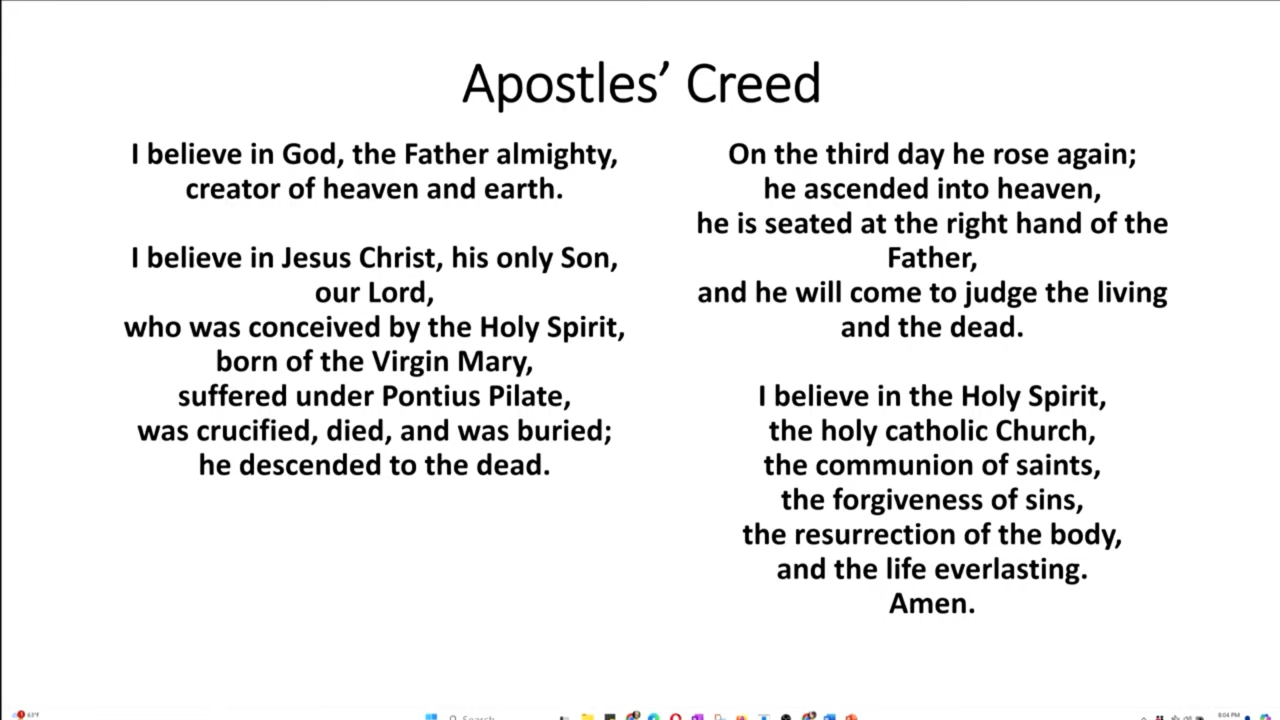 Apostles’ Creed
I believe in God, the Father almighty,
creator of heaven and earth.
I believe in Jesus Christ, his only Son,
our Lord,
who was conceived by the Holy Spirit,
born of the Virgin Mary,
suffered under Pontius Pilate,
was crucified, died, and was buried;
he descended to the dead.
On the third day he rose again;
he ascended into heaven,
he is seated at the right hand of the
Father,
and he will come to judge the living
and the dead.
I believe in the Holy Spirit,
the holy catholic Church,
the communion of saints,
the forgiveness of sins,
the resurrection of the body,
and the life everlasting.
Amen.
63°F
Search
8:04 PM